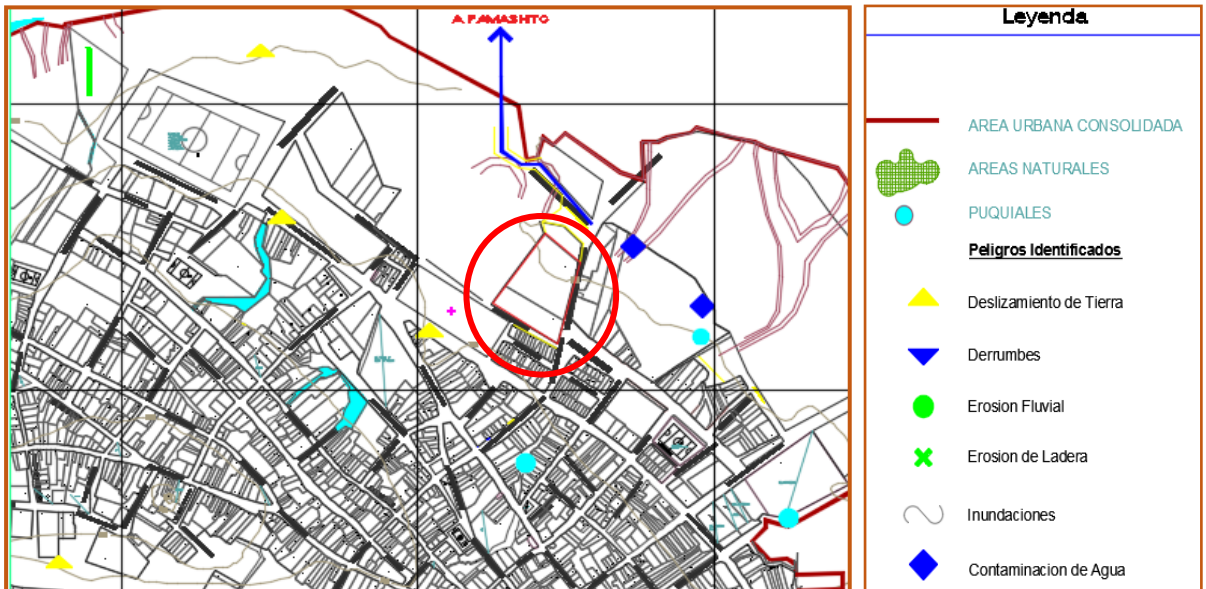 A PAMASHTO
Leyenda
AREA URBANA CONSOLIDADA
AREAS NATURALES
PUQUIALES
Peligros Identificados
Deslizamiento de Tierra
Derrumbes
Erosion Fluvial
Erosion de Ladera
Inundaciones
Contaminacion de Agua